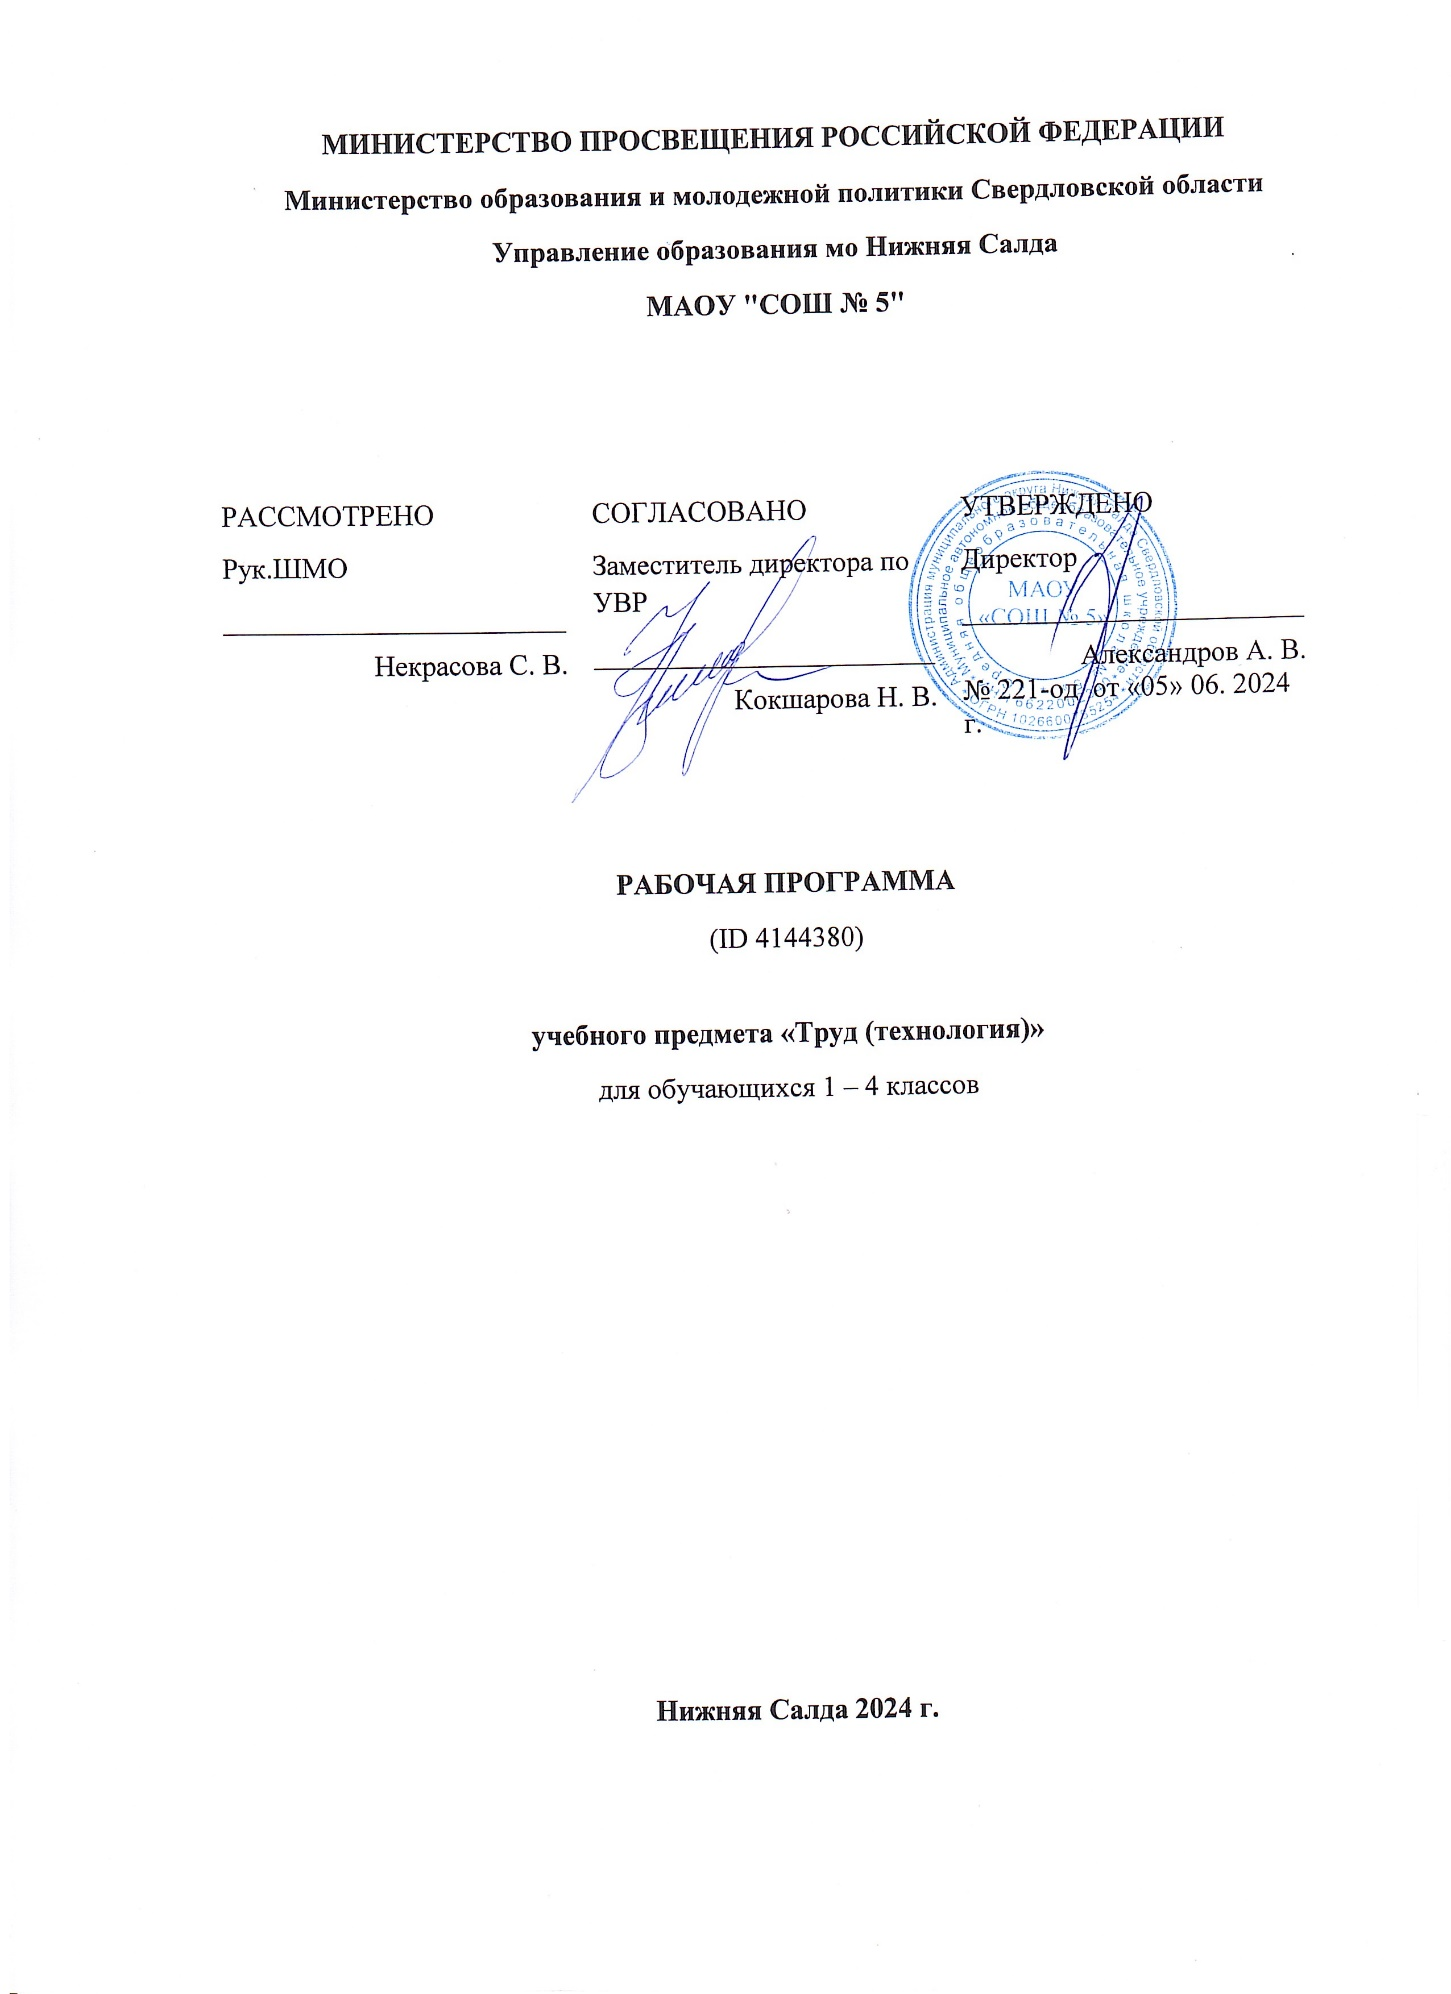 МИНИСТЕРСТВО ПРОСВЕЩЕНИЯ РОССИЙСКОЙ ФЕДЕРАЦИИ
Министерство образования и молодежной политики Свердловской области
Управление образования мо Нижняя Салда
МАОУ "СОШ № 5"
РАССМОТРЕНО
Рук.ШМО
Некрасова С. В.
СОГЛАСОВАНО
Заместитель директора по
УВР
Кокшарова Н. В.
УТВЕРЖДЕНО
Директор
Александров А. В.
№ 221-од от «05» 06. 2024
г.
МАОУ
«СОШ № 5»
РАБОЧАЯ ПРОГРАММА
(ID 4144380)
учебного предмета «Труд (технология)»
для обучающихся 1 – 4 классов
Нижняя Салда 2024 г.